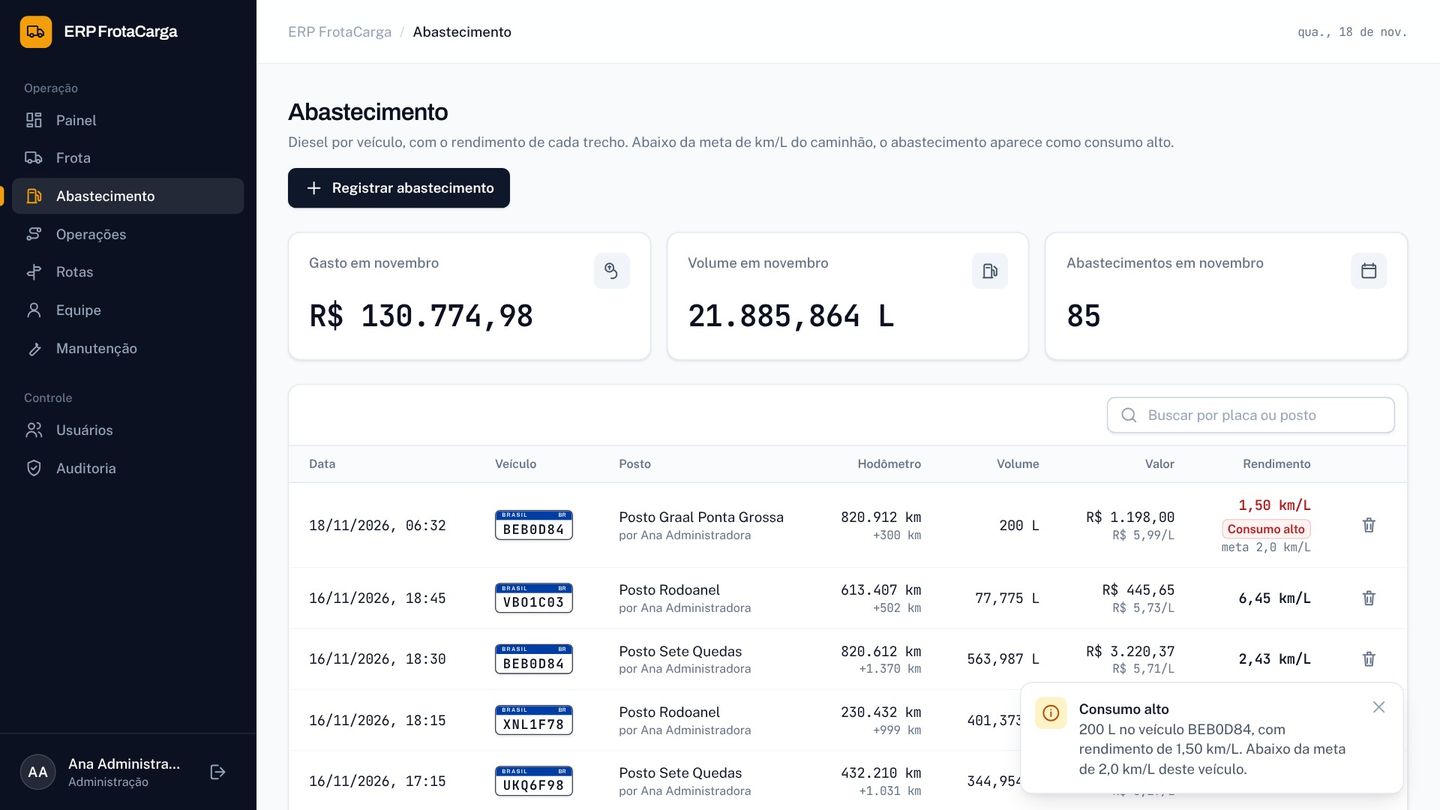 ERP FrotaCarga
Operação
Painel
Frota
Abastecimento
Operações
Rotas
Equipe
Manutenção
Controle
Usuários
Auditoria
AA
Ana Administra...
Administração
ERP FrotaCarga / Abastecimento
qua., 18 de nov.
Abastecimento
Diesel por veículo, com o rendimento de cada trecho. Abaixo da meta de km/L do caminhão, o abastecimento aparece como consumo alto.
Registrar abastecimento
Gasto em novembro
R$ 130.774,98
Volume em novembro
21.885,864 L
Abastecimentos em novembro
85
Buscar por placa ou posto
Data Veículo Posto Hodômetro Volume Valor Rendimento
18/11/2026, 06:32
BRASIL BR
BEB0D84
Posto Graal Ponta Grossa
por Ana Administradora
820.912 km
+300 km
200 L
R$ 1.198,00
R$ 5,99/L
1,50 km/L
Consumo alto
meta 2,0 km/L
16/11/2026, 18:45
BRASIL BR
VBO1C03
Posto Rodoanel
por Ana Administradora
613.407 km
+502 km
77,775 L
R$ 445,65
R$ 5,73/L
6,45 km/L
16/11/2026, 18:30
BRASIL BR
BEB0D84
Posto Sete Quedas
por Ana Administradora
820.612 km
+1.370 km
563,987 L
R$ 3.220,37
R$ 5,71/L
2,43 km/L
16/11/2026, 18:15
BRASIL BR
XNL1F78
Posto Rodoanel
por Ana Administradora
230.432 km
+999 km
401,373
16/11/2026, 17:15
BRASIL BR
UKQ6F98
Posto Sete Quedas
por Ana Administradora
432.210 km
+1.031 km
344,954
Consumo alto
200 L no veículo BEB0D84, com
rendimento de 1,50 km/L. Abaixo da meta
de 2,0 km/L deste veículo.